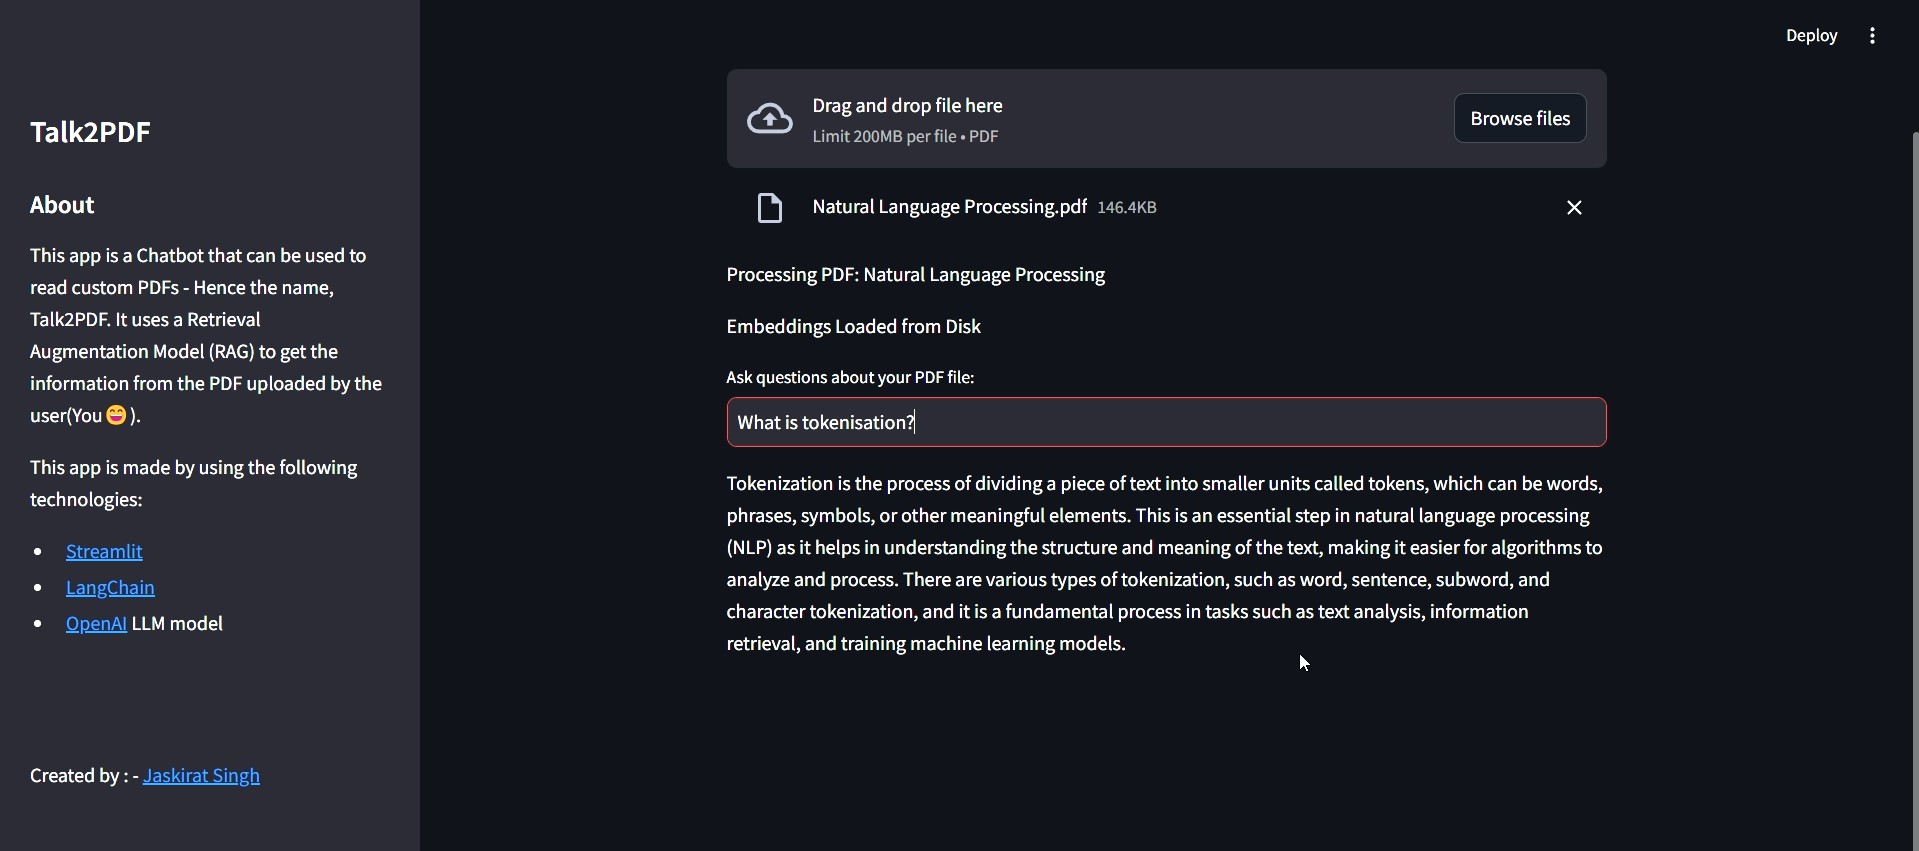 Deploy
Talk2PDF
About
This app is a Chatbot that can be used to
read custom PDFs - Hence the name,
Talk2PDF. It uses a Retrieval
Augmentation Model (RAG) to get the
information from the PDF uploaded by the
user(You 😄 ).
This app is made by using the following
technologies:
• Streamlit
• LangChain
• OpenAI LLM model
Created by : - Jaskirat Singh
Drag and drop file here
Limit 200MB per file • PDF
Browse files
Natural Language Processing.pdf 146.4KB
Processing PDF: Natural Language Processing
Embeddings Loaded from Disk
Ask questions about your PDF file:
What is tokenisation?
Tokenization is the process of dividing a piece of text into smaller units called tokens, which can be words,
phrases, symbols, or other meaningful elements. This is an essential step in natural language processing
(NLP) as it helps in understanding the structure and meaning of the text, making it easier for algorithms to
analyze and process. There are various types of tokenization, such as word, sentence, subword, and
character tokenization, and it is a fundamental process in tasks such as text analysis, information
retrieval, and training machine learning models.